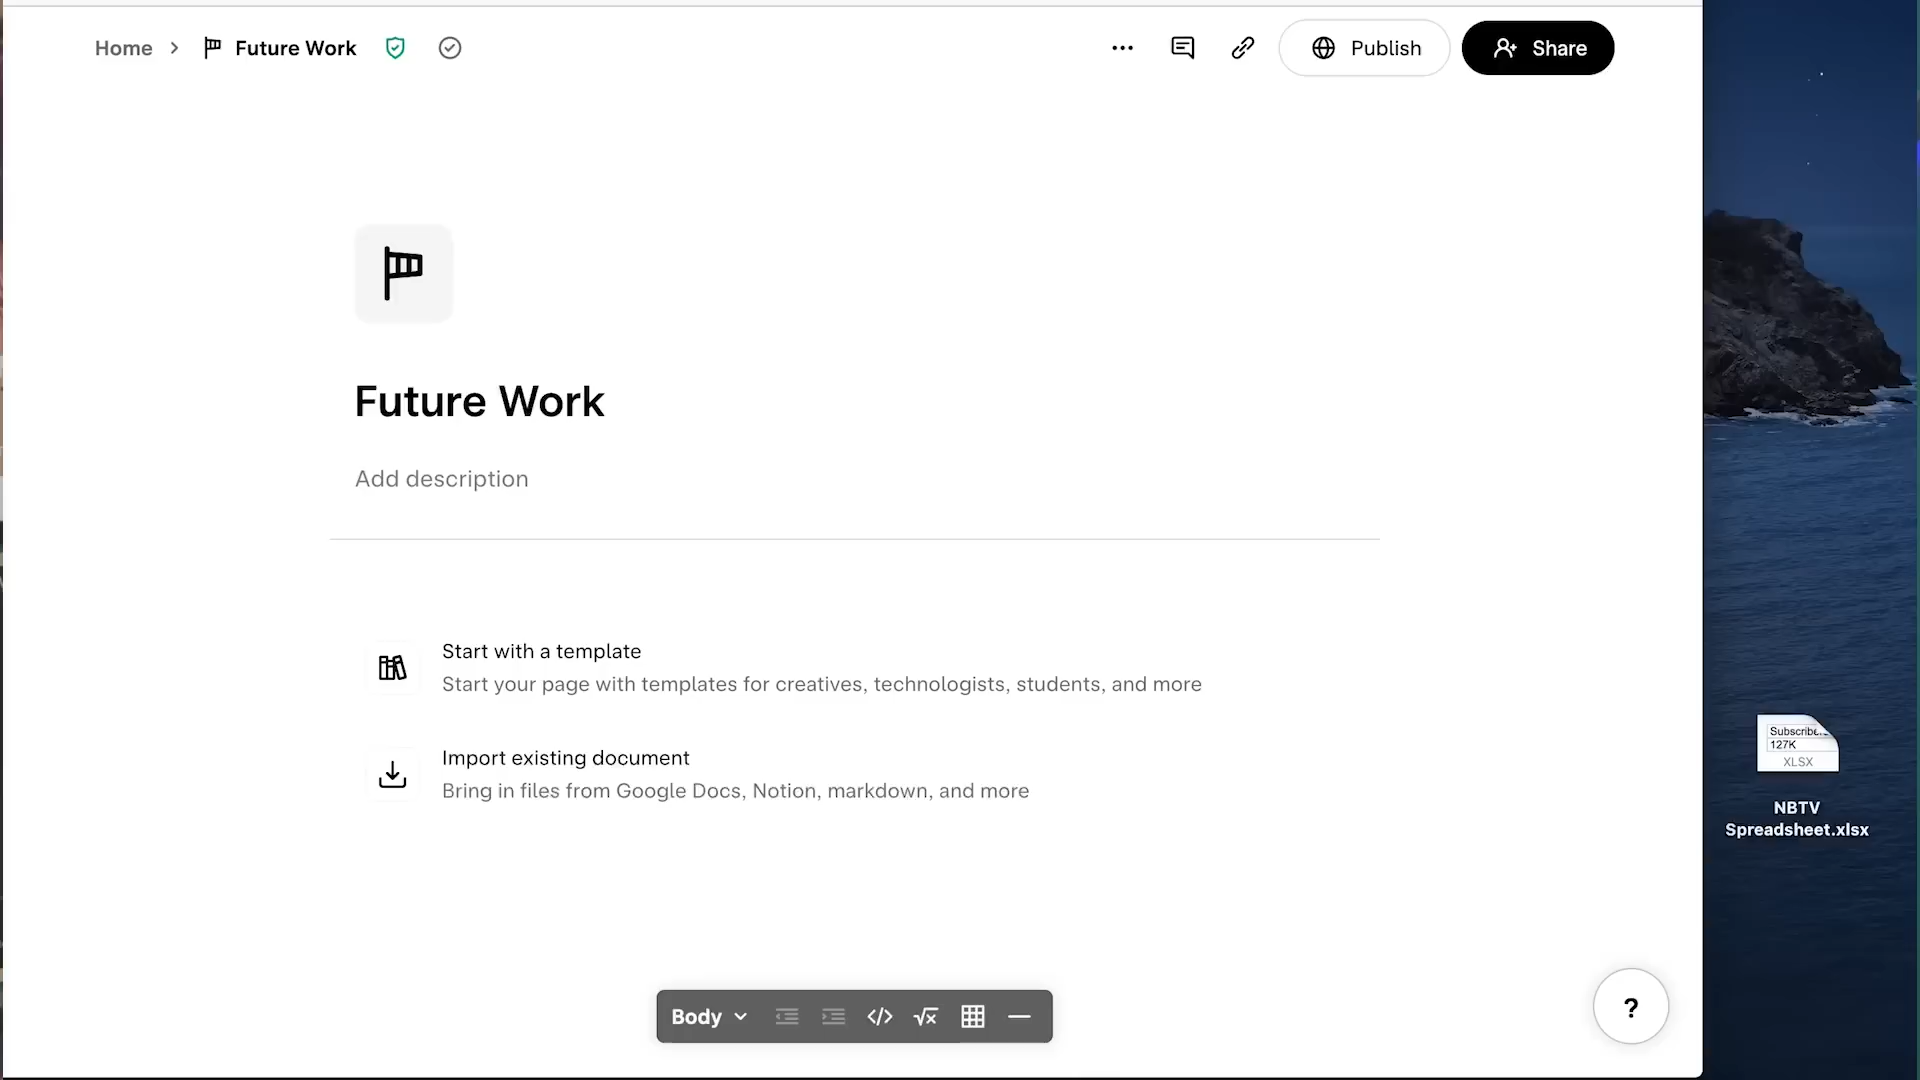 Home
Future Work
Publish
Share
Future Work
Add description
Start with a template
Start your page with templates for creatives, technologists, students, and more
Import existing document
Bring in files from Google Docs, Notion, markdown, and more
Subscribe...
127K
XLSX
NBTV
Spreadsheet.xlsx
Body
?